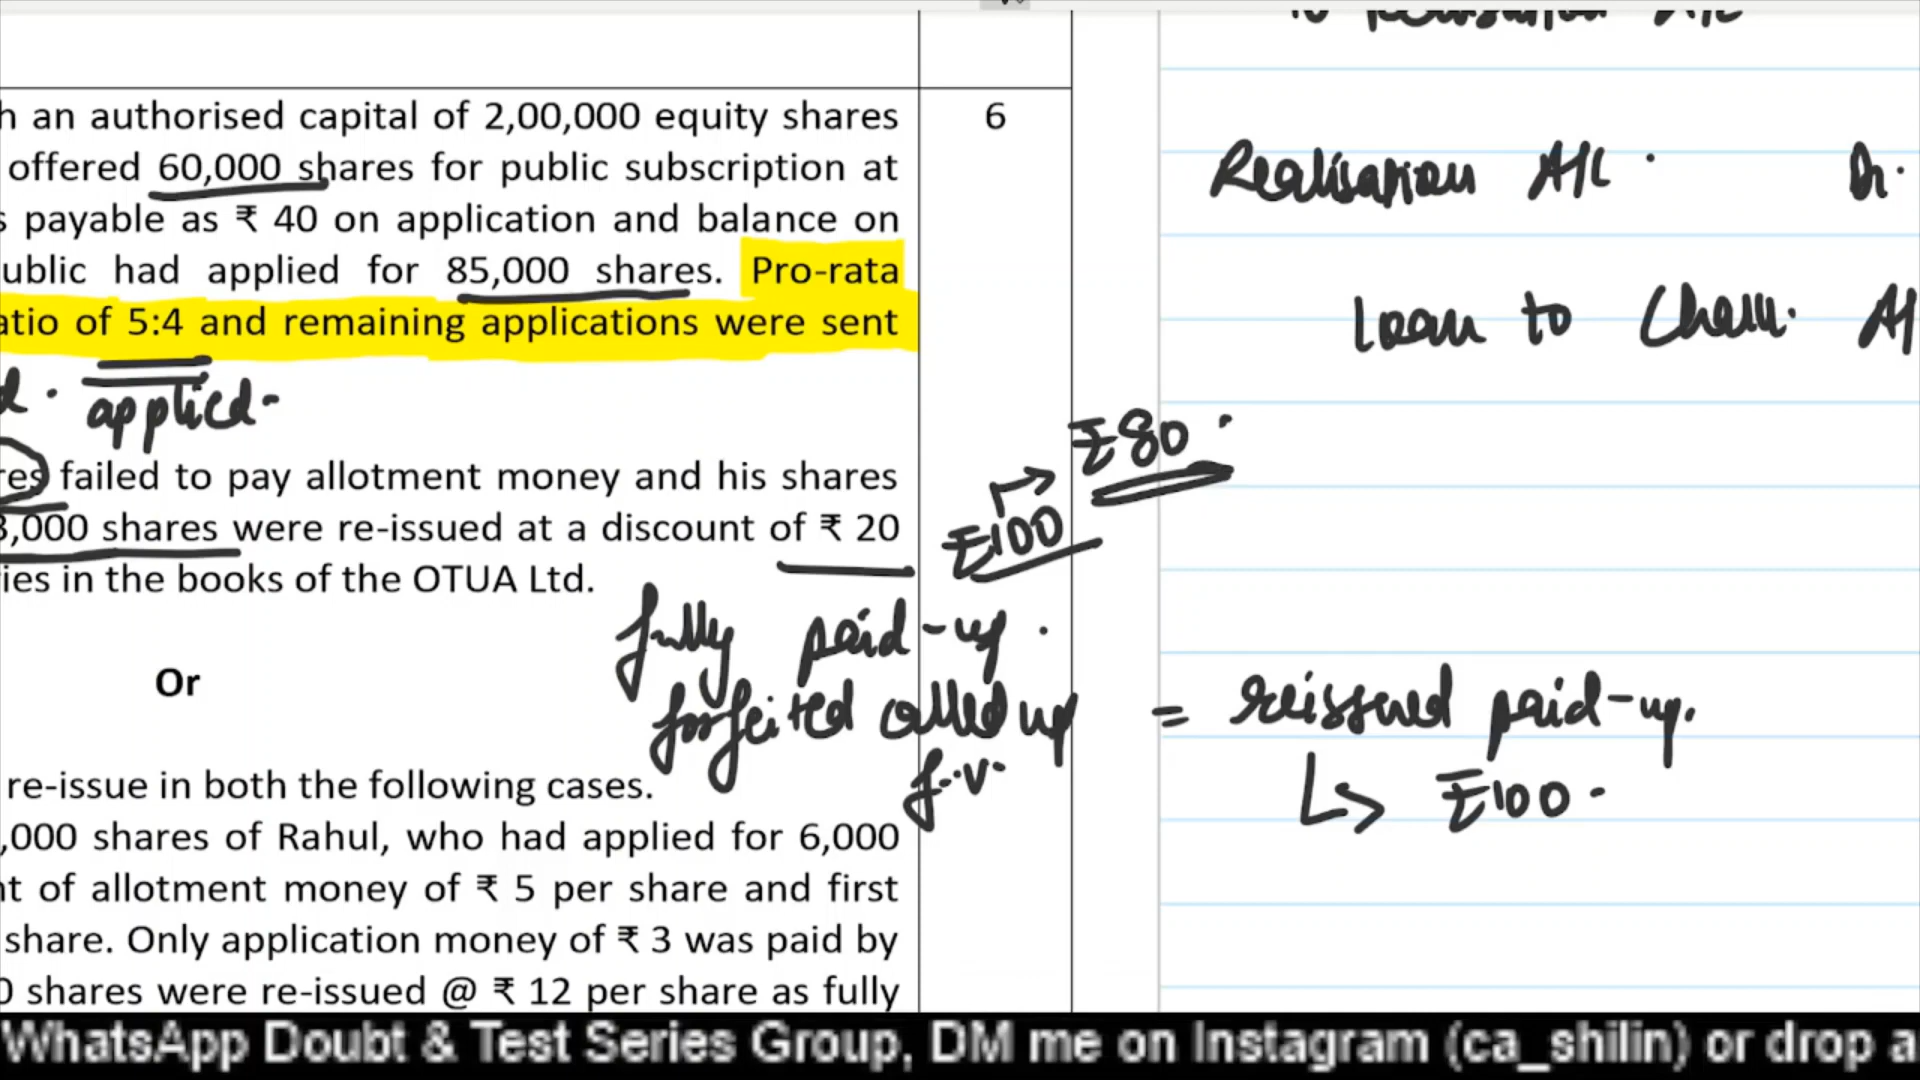 to Realisation A/c
h an authorised capital of 2,00,000 equity shares
6
offered 60,000 shares for public subscription at
Realisation A/c. Dr.
s payable as ₹ 40 on application and balance on
ublic had applied for 85,000 shares. Pro-rata
atio of 5:4 and remaining applications were sent
Loan to A/
d. applied-
₹80.
res failed to pay allotment money and his shares
₹100
3,000 shares were re-issued at a discount of ₹ 20
ies in the books of the OTUA Ltd.
fully paid-up.
Or
forfeited called up = reissued paid-up.
f.v.
↳ ₹100.
re-issue in both the following cases.
,000 shares of Rahul, who had applied for 6,000
nt of allotment money of ₹ 5 per share and first
share. Only application money of ₹ 3 was paid by
0 shares were re-issued @ ₹ 12 per share as fully
WhatsApp Doubt & Test Series Group, DM me on Instagram (ca_shilin) or drop a